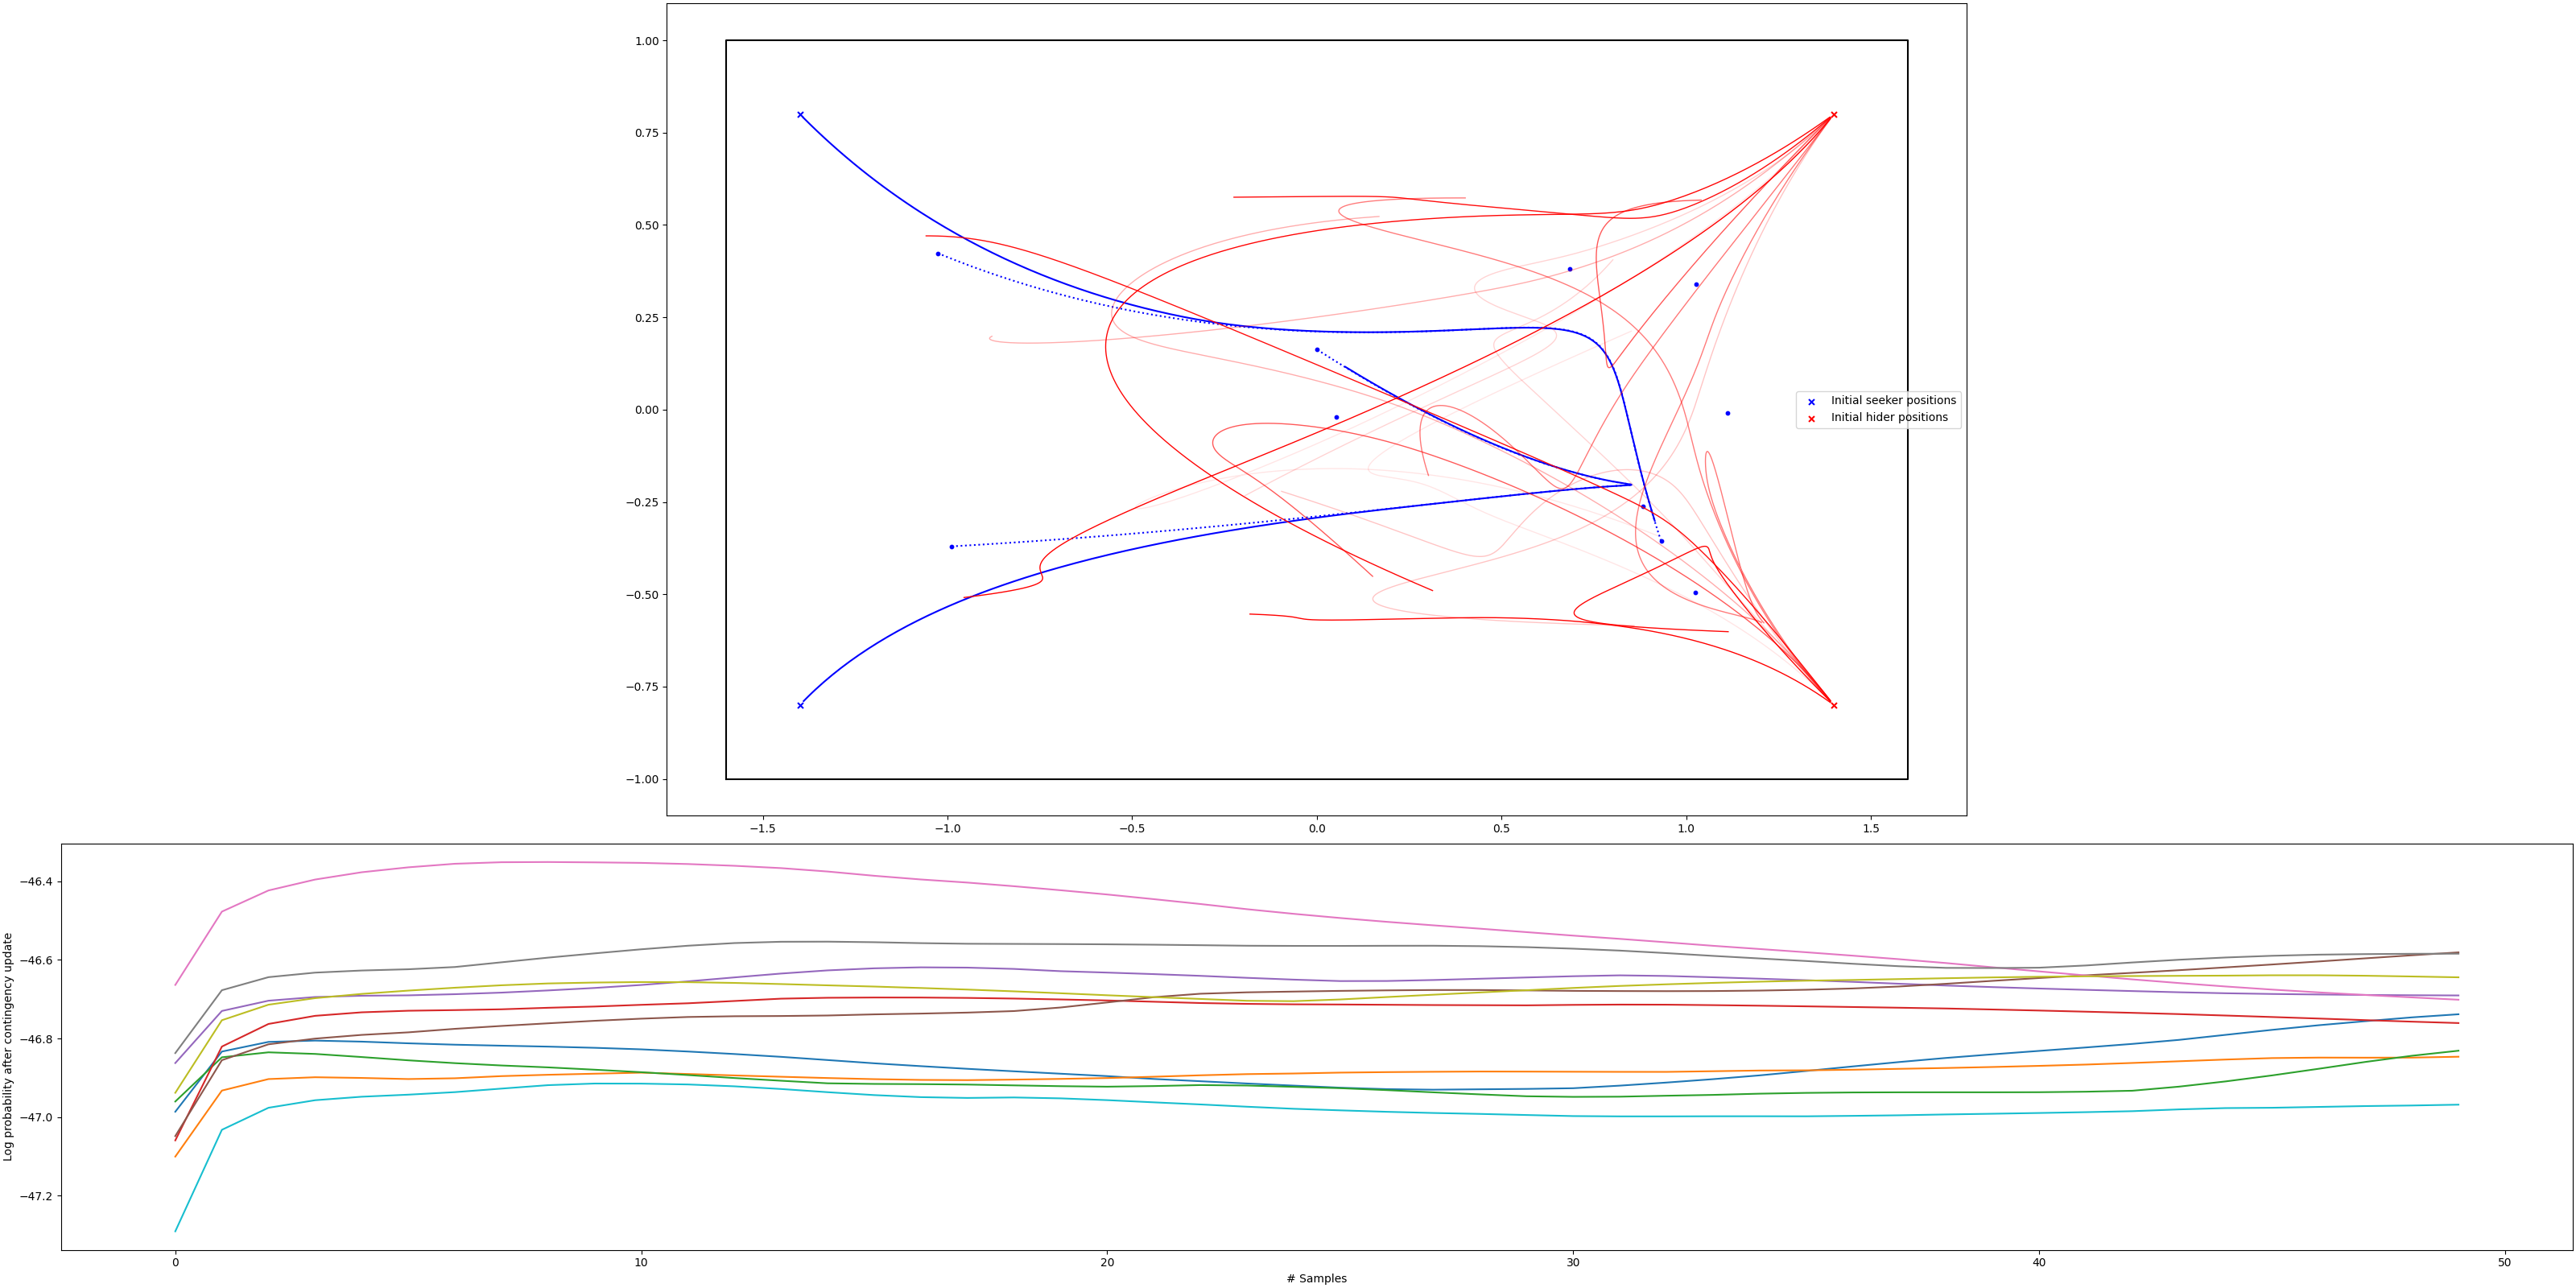 1.00
0.75
0.50
0.25
0.00
−0.25
−0.50
−0.75
−1.00
Initial seeker positions
Initial hider positions
−1.5 −1.0 −0.5 0.0 0.5 1.0 1.5
−46.4
−46.6
−46.8
−47.0
−47.2
Log probability after contingency update
0 10 20 30 40 50
# Samples